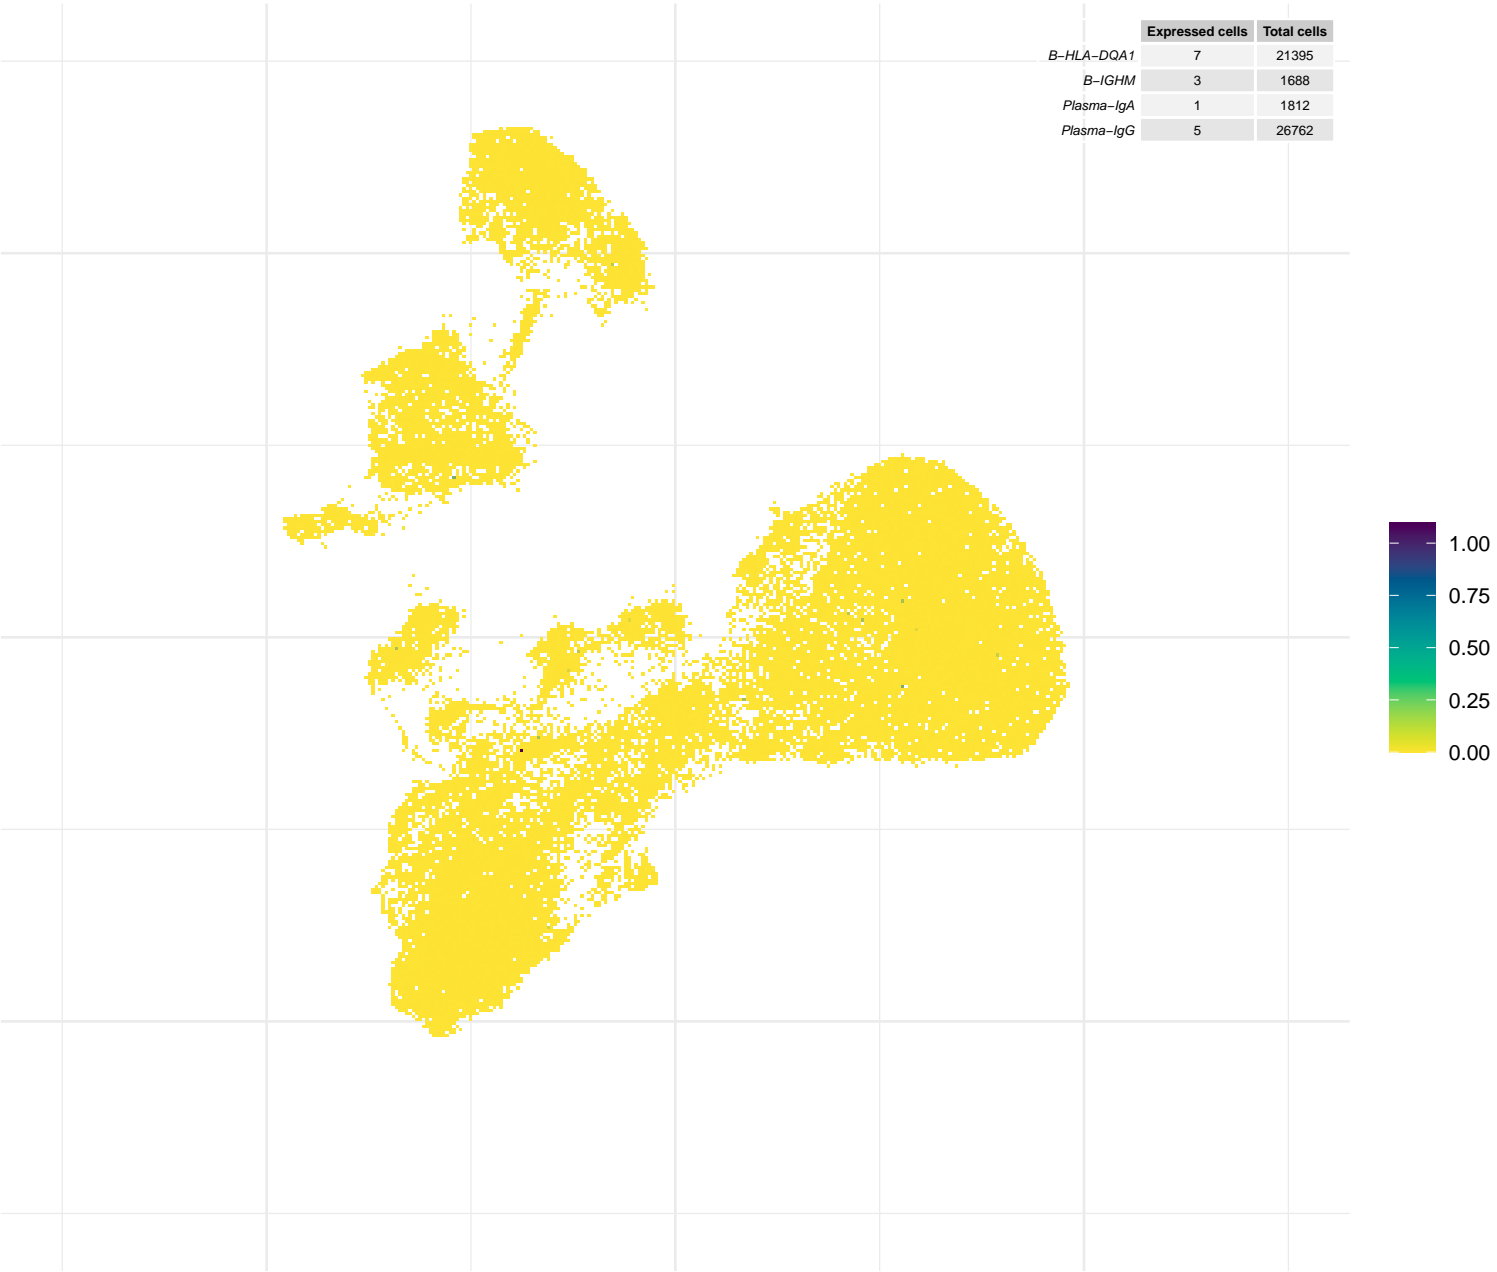 Expressed cells Total cells
B−HLA−DQA1 7 21395
B−IGHM 3 1688
Plasma−IgA 1 1812
Plasma−IgG 5 26762
1.00
0.75
0.50
0.25
0.00